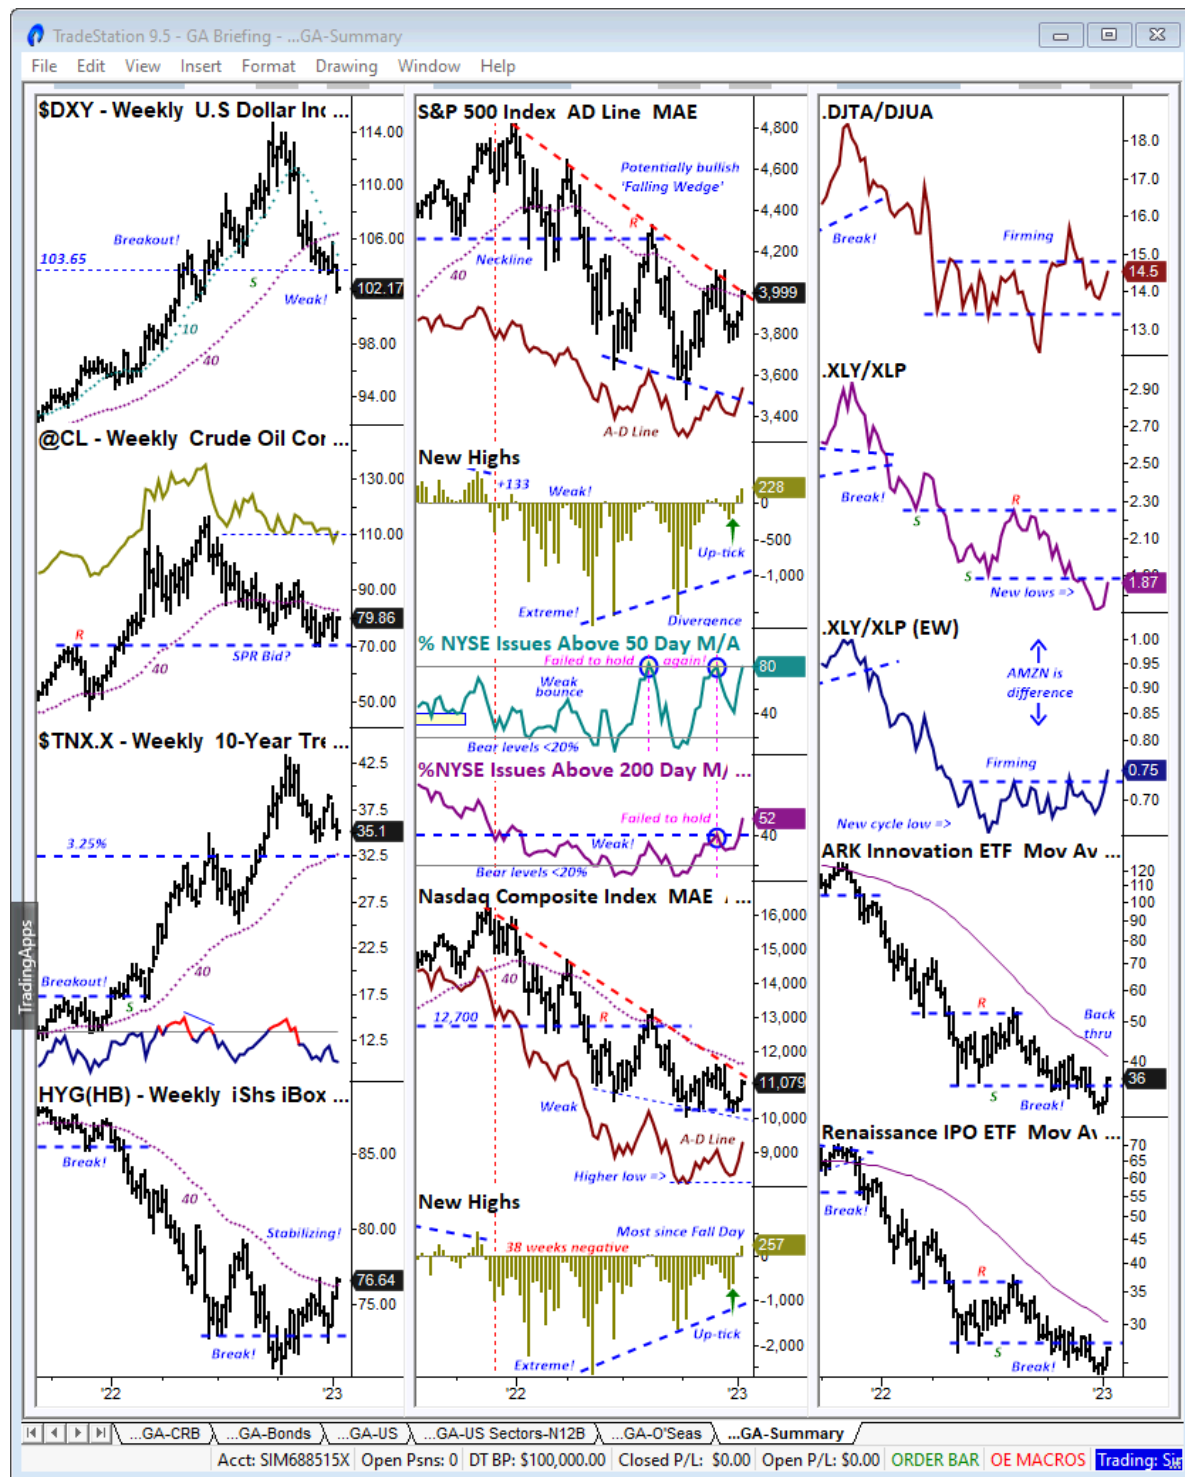 TradeStation 9.5 - GA Briefing - ...GA-Summary
File Edit View Insert Format Drawing Window Help
TradingApps
$DXY - Weekly U.S Dollar Inc ...
114.00
110.00
106.00
102.17
98.00
94.00
Breakout!
103.65
S
Weak!
10
40
@CL - Weekly Crude Oil Cor ...
130.00
110.00
90.00
79.86
70.00
50.00
R
SPR Bid?
40
$TNX.X - Weekly 10-Year Tre ...
42.5
37.5
35.1
32.5
27.5
22.5
17.5
12.5
3.25%
Breakout!
S
40
HYG(HB) - Weekly iShs iBox ...
85.00
80.00
76.64
75.00
Break!
40
Stabilizing!
Break!
'22 '23
S&P 500 Index AD Line MAE
4,800
4,600
4,400
4,200
3,999
3,800
3,600
3,400
Potentially bullish
'Falling Wedge'
R
Neckline
40
A-D Line
New Highs
228
0
-500
-1,000
+133
Weak!
Up-tick
Extreme!
Divergence
% NYSE Issues Above 50 Day M/A
Failed to hold again!
80
Weak
bounce
40
Bear levels <20%
%NYSE Issues Above 200 Day M/ ...
Failed to hold
52
40
Weak!
Bear levels <20%
Nasdaq Composite Index MAE ...
16,000
15,000
14,000
13,000
12,000
11,079
10,000
9,000
40
12,700
R
Weak
A-D Line
Higher low =>
New Highs
Most since Fall Day
38 weeks negative
257
0
-1,000
-2,000
Up-tick
Extreme!
'22 '23
.DJTA/DJUA
18.0
17.0
16.0
15.0
14.5
14.0
13.0
Break!
Firming
.XLY/XLP
2.90
2.70
2.50
2.30
2.10
1.87
Break!
R
S
S
New lows =>
.XLY/XLP (EW)
1.00
0.95
0.90
0.85
0.80
0.75
0.70
AMZN is
difference
Firming
New cycle low =>
ARK Innovation ETF Mov Av ...
120
110
100
90
80
70
60
50
40
36
R
Back
thru
S
Break!
Renaissance IPO ETF Mov Av ...
70
65
60
55
50
45
40
35
30
Break!
R
S
Break!
'22 '23
...GA-CRB ...GA-Bonds ...GA-US ...GA-US Sectors-N12B ...GA-O'Seas ...GA-Summary
Acct: SIM688515X Open Psns: 0 DT BP: $100,000.00 Closed P/L: $0.00 Open P/L: $0.00 ORDER BAR OE MACROS Trading: